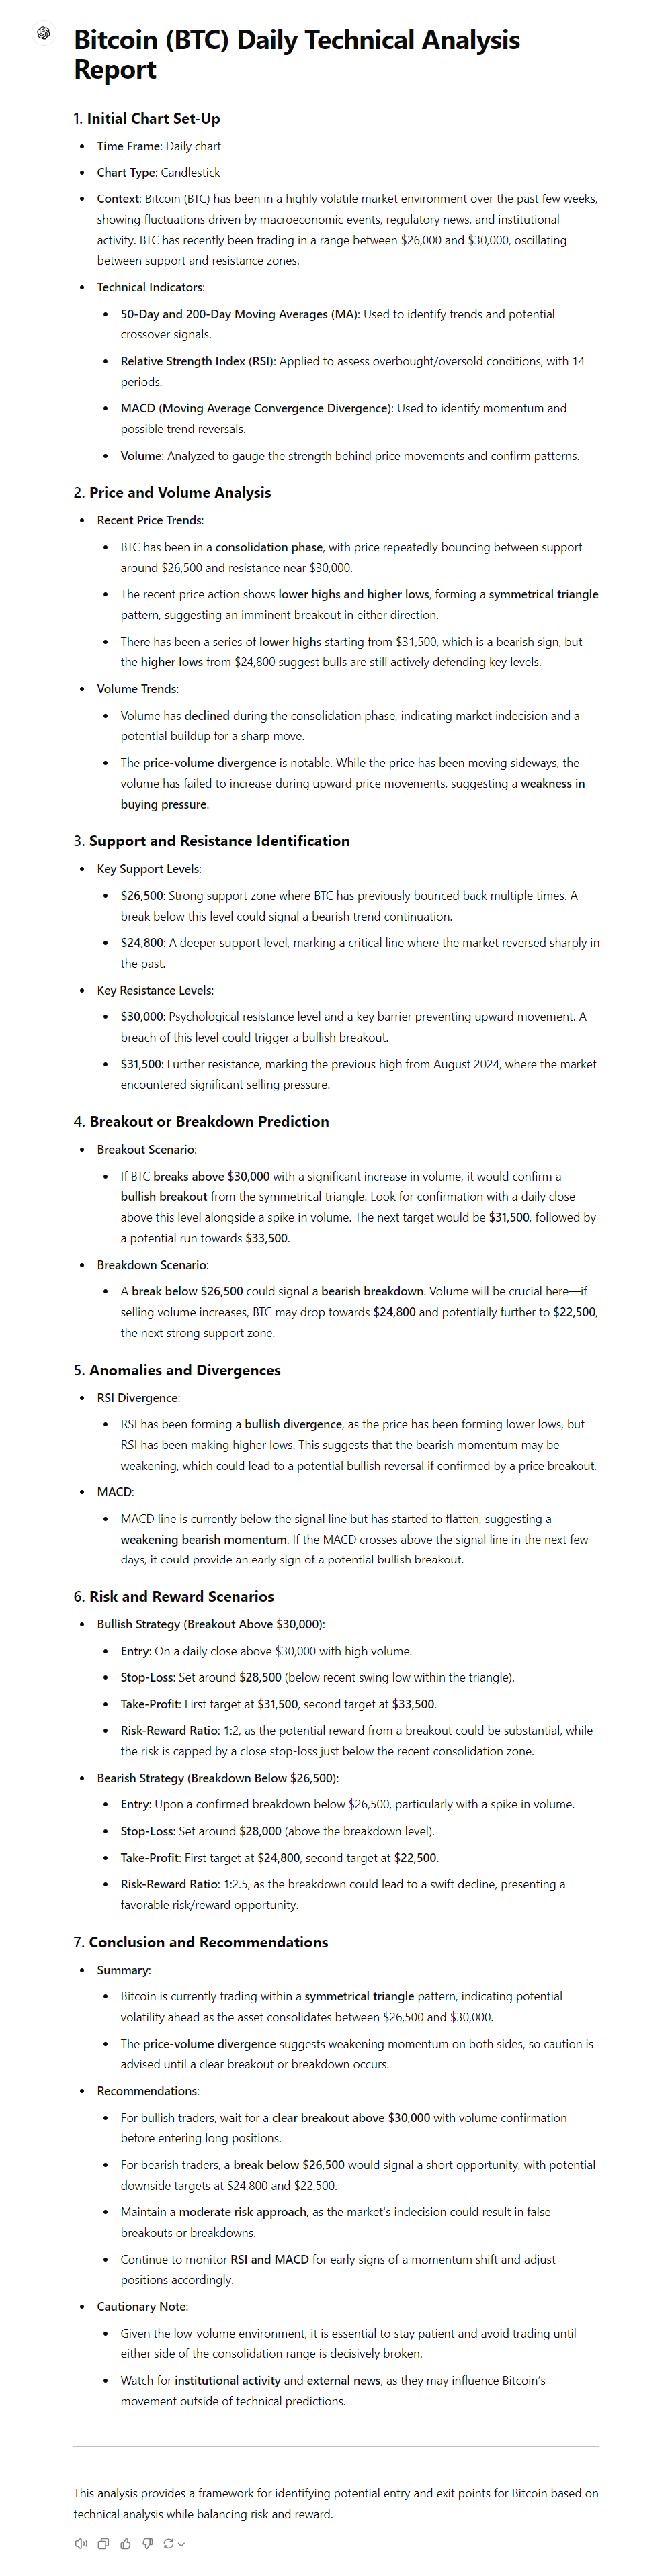 Bitcoin (BTC) Daily Technical Analysis
Report
1. Initial Chart Set-Up
• Time Frame: Daily chart
• Chart Type: Candlestick
• Context: Bitcoin (BTC) has been in a highly volatile market environment over the past few weeks,
showing fluctuations driven by macroeconomic events, regulatory news, and institutional
activity. BTC has recently been trading in a range between $26,000 and $30,000, oscillating
between support and resistance zones.
• Technical Indicators:
• 50-Day and 200-Day Moving Averages (MA): Used to identify trends and potential
crossover signals.
• Relative Strength Index (RSI): Applied to assess overbought/oversold conditions, with 14
periods.
• MACD (Moving Average Convergence Divergence): Used to identify momentum and
possible trend reversals.
• Volume: Analyzed to gauge the strength behind price movements and confirm patterns.
2. Price and Volume Analysis
• Recent Price Trends:
• BTC has been in a consolidation phase, with price repeatedly bouncing between support
around $26,500 and resistance near $30,000.
• The recent price action shows lower highs and higher lows, forming a symmetrical triangle
pattern, suggesting an imminent breakout in either direction.
• There has been a series of lower highs starting from $31,500, which is a bearish sign, but
the higher lows from $24,800 suggest bulls are still actively defending key levels.
• Volume Trends:
• Volume has declined during the consolidation phase, indicating market indecision and a
potential buildup for a sharp move.
• The price-volume divergence is notable. While the price has been moving sideways, the
volume has failed to increase during upward price movements, suggesting a weakness in
buying pressure.
3. Support and Resistance Identification
• Key Support Levels:
• $26,500: Strong support zone where BTC has previously bounced back multiple times. A
break below this level could signal a bearish trend continuation.
• $24,800: A deeper support level, marking a critical line where the market reversed sharply in
the past.
• Key Resistance Levels:
• $30,000: Psychological resistance level and a key barrier preventing upward movement. A
breach of this level could trigger a bullish breakout.
• $31,500: Further resistance, marking the previous high from August 2024, where the market
encountered significant selling pressure.
4. Breakout or Breakdown Prediction
• Breakout Scenario:
• If BTC breaks above $30,000 with a significant increase in volume, it would confirm a
bullish breakout from the symmetrical triangle. Look for confirmation with a daily close
above this level alongside a spike in volume. The next target would be $31,500, followed by
a potential run towards $33,500.
• Breakdown Scenario:
• A break below $26,500 could signal a bearish breakdown. Volume will be crucial here—if
selling volume increases, BTC may drop towards $24,800 and potentially further to $22,500,
the next strong support zone.
5. Anomalies and Divergences
• RSI Divergence:
• RSI has been forming a bullish divergence, as the price has been forming lower lows, but
RSI has been making higher lows. This suggests that the bearish momentum may be
weakening, which could lead to a potential bullish reversal if confirmed by a price breakout.
• MACD:
• MACD line is currently below the signal line but has started to flatten, suggesting a
weakening bearish momentum. If the MACD crosses above the signal line in the next few
days, it could provide an early sign of a potential bullish breakout.
6. Risk and Reward Scenarios
• Bullish Strategy (Breakout Above $30,000):
• Entry: On a daily close above $30,000 with high volume.
• Stop-Loss: Set around $28,500 (below recent swing low within the triangle).
• Take-Profit: First target at $31,500, second target at $33,500.
• Risk-Reward Ratio: 1:2, as the potential reward from a breakout could be substantial, while
the risk is capped by a close stop-loss just below the recent consolidation zone.
• Bearish Strategy (Breakdown Below $26,500):
• Entry: Upon a confirmed breakdown below $26,500, particularly with a spike in volume.
• Stop-Loss: Set around $28,000 (above the breakdown level).
• Take-Profit: First target at $24,800, second target at $22,500.
• Risk-Reward Ratio: 1:2.5, as the breakdown could lead to a swift decline, presenting a
favorable risk/reward opportunity.
7. Conclusion and Recommendations
• Summary:
• Bitcoin is currently trading within a symmetrical triangle pattern, indicating potential
volatility ahead as the asset consolidates between $26,500 and $30,000.
• The price-volume divergence suggests weakening momentum on both sides, so caution is
advised until a clear breakout or breakdown occurs.
• Recommendations:
• For bullish traders, wait for a clear breakout above $30,000 with volume confirmation
before entering long positions.
• For bearish traders, a break below $26,500 would signal a short opportunity, with potential
downside targets at $24,800 and $22,500.
• Maintain a moderate risk approach, as the market's indecision could result in false
breakouts or breakdowns.
• Continue to monitor RSI and MACD for early signs of a momentum shift and adjust
positions accordingly.
• Cautionary Note:
• Given the low-volume environment, it is essential to stay patient and avoid trading until
either side of the consolidation range is decisively broken.
• Watch for institutional activity and external news, as they may influence Bitcoin's
movement outside of technical predictions.
This analysis provides a framework for identifying potential entry and exit points for Bitcoin based on
technical analysis while balancing risk and reward.